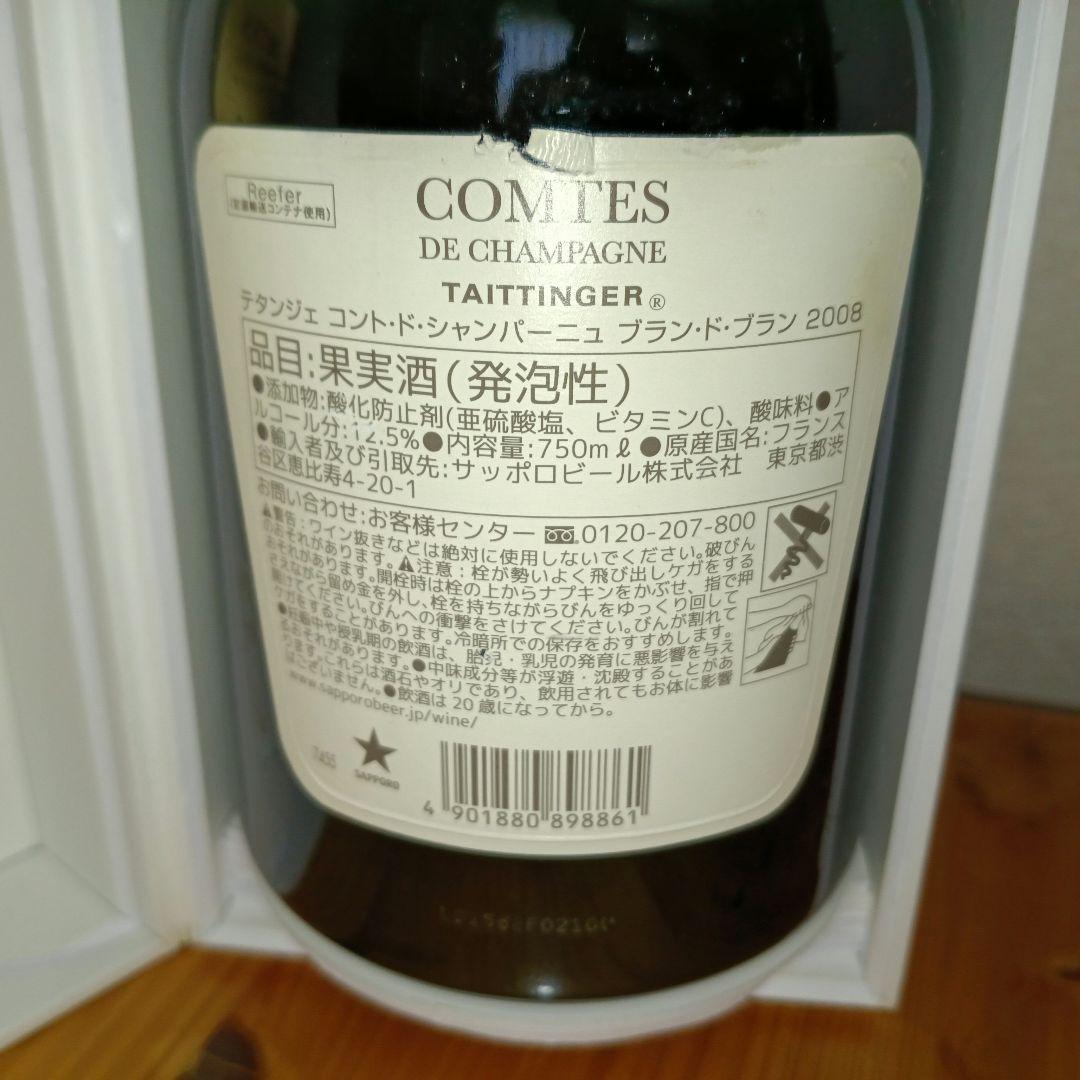 Reefer
(定温輸送コンテナ使用)
COMTES
DE CHAMPAGNE
TAITTINGER®
テタンジェ コント・ド・シャンパーニュ ブラン・ド・ブラン 2008
品目:果実酒(発泡性)
●添加物:酸化防止剤(亜硫酸塩、ビタミンC)、酸味料●ア
ルコール分:12.5%●内容量:750mℓ●原産国名:フランス
●輸入者及び引取先:サッポロビール株式会社 東京都渋
谷区恵比寿4-20-1
お問い合わせ:お客様センター 0120-207-800
▲警告:ワイン抜きなどは絶対に使用しないでください。破びん
のおそれがあります。▲注意:栓が勢いよく飛び出しケガをする
おそれがあります。開栓時は栓の上からナプキンをかぶせ、指で押
さえながら留め金を外し、栓を持ちながらびんをゆっくり回して
開けてください。びんへの衝撃をさけてください。びんが割れて
ケガをすることがあります。冷暗所での保存をおすすめします。
●妊娠中や授乳期の飲酒は、胎児・乳児の発育に悪影響を与え
るおそれがあります。●中味成分等が浮遊・沈殿することがあ
ります。これらは酒石やオリであり、飲用されてもお体に影響
はございません。●飲酒は20歳になってから。
www.sapporobeer.jp/wine/
7455
SAPPORO
4 901880 898861